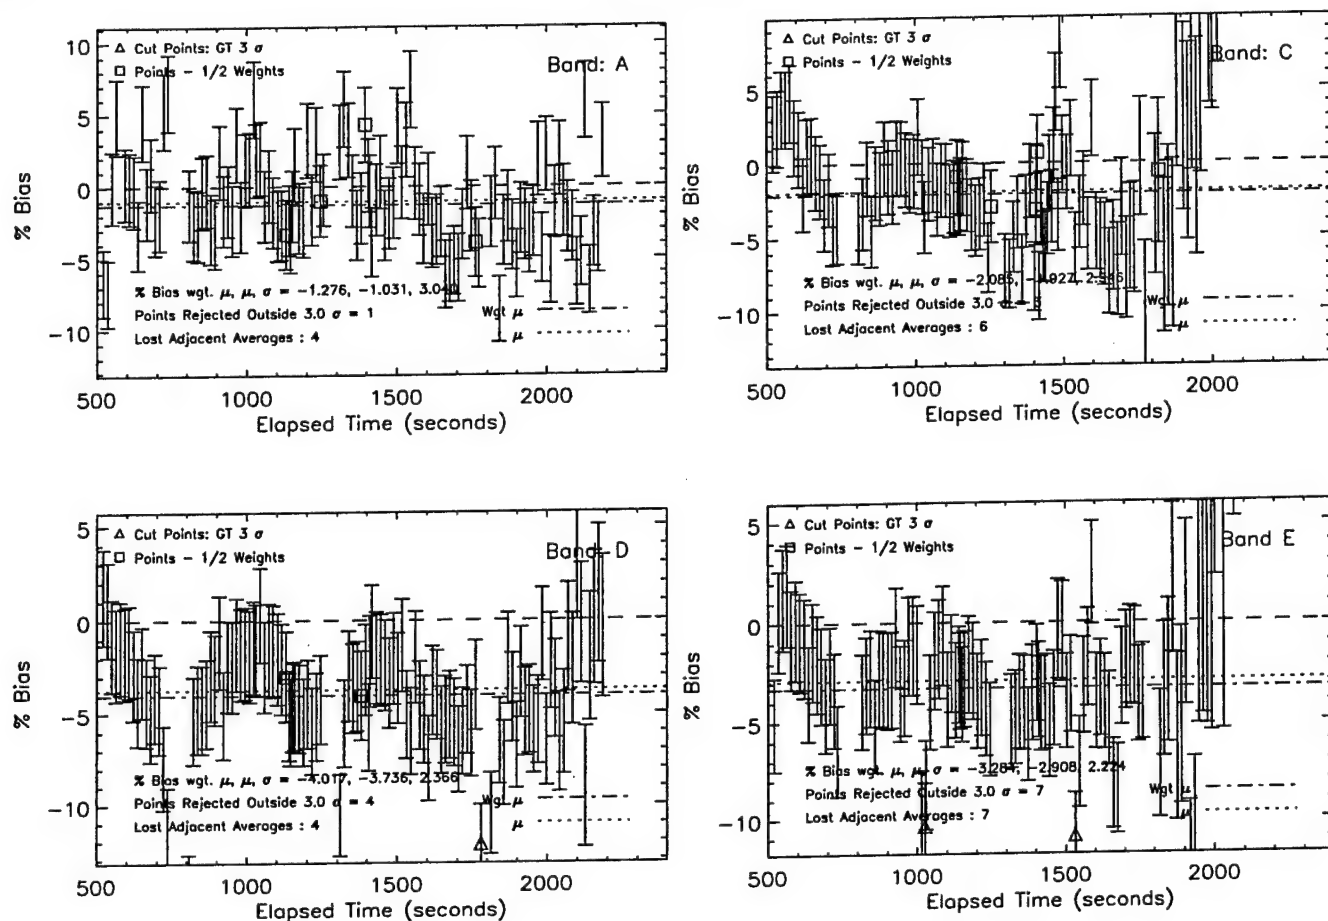 △ Cut Points: GT 3 σ
□ Points - 1/2 Weights
Band: A
10
5
0
-5
-10
% Bias
% Bias wgt. μ, μ, σ = -1.276, -1.031, 3.040
Points Rejected Outside 3.0 σ = 1
Lost Adjacent Averages : 4
Wgt μ
μ
500 1000 1500 2000
Elapsed Time (seconds)
△ Cut Points: GT 3 σ
□ Points - 1/2 Weights
Band: C
5
0
-5
-10
% Bias
% Bias wgt. μ, μ, σ = -2.085,
Points Rejected Outside 3.0
Lost Adjacent Averages : 6
Wgt μ
μ
500 1000 1500 2000
Elapsed Time (seconds)
△ Cut Points: GT 3 σ
□ Points - 1/2 Weights
Band: D
5
0
-5
-10
% Bias
% Bias wgt. μ, μ, σ = -4.017, -3.736, 2.366
Points Rejected Outside 3.0 σ = 4
Lost Adjacent Averages : 4
Wgt μ
μ
500 1000 1500 2000
Elapsed Time (seconds)
△ Cut Points: GT 3 σ
□ Points - 1/2 Weights
Band E
5
0
-5
-10
% Bias
% Bias wgt. μ, μ, σ = -3.284, -2.908, 2.224
Points Rejected Outside 3.0 σ = 7
Lost Adjacent Averages : 7
Wgt μ
μ
500 1000 1500 2000
Elapsed Time (seconds)